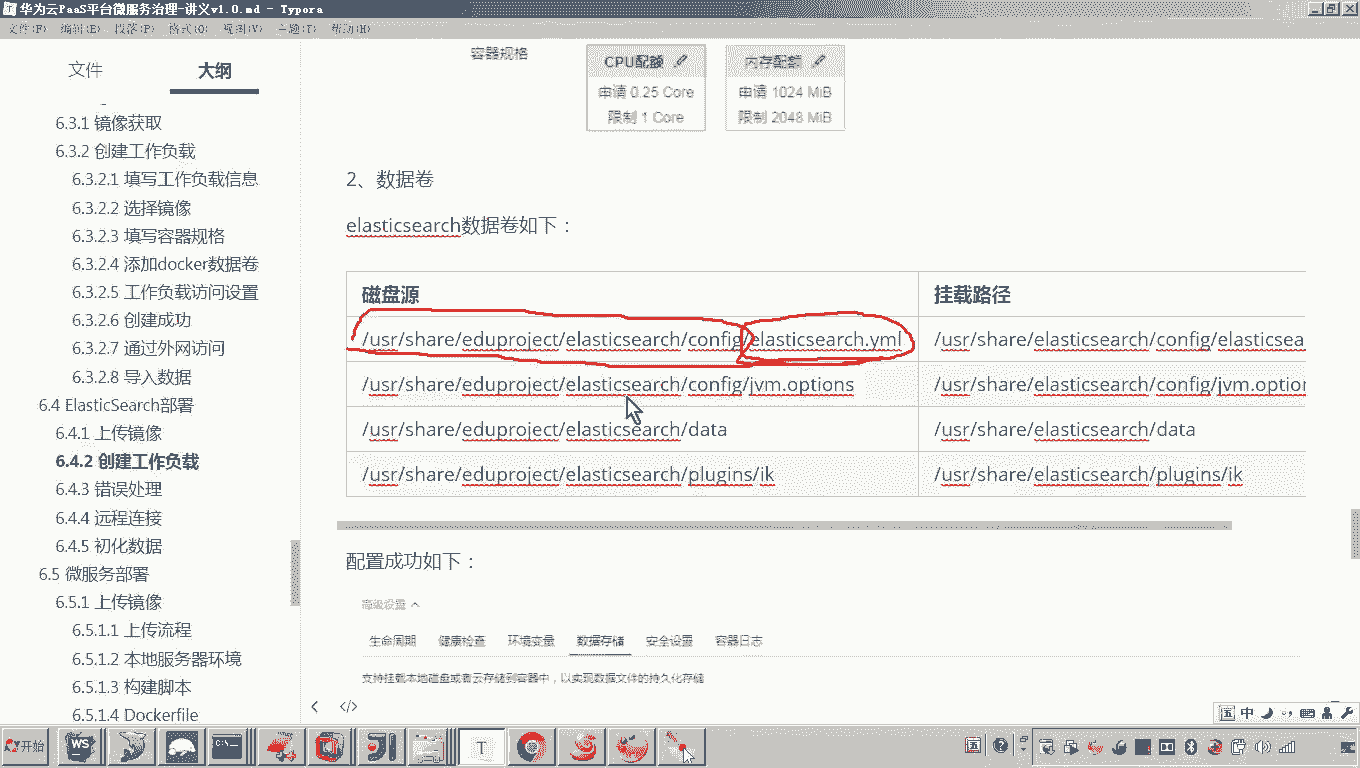 华为云PaaS平台微服务治理-讲义v1.0.md - Typora
文件(F) 编辑(E) 段落(P) 格式(O) 视图(V) 主题(T) 帮助(H)
文件 大纲
6.3.1 镜像获取
6.3.2 创建工作负载
6.3.2.1 填写工作负载信息
6.3.2.2 选择镜像
6.3.2.3 填写容器规格
6.3.2.4 添加docker数据卷
6.3.2.5 工作负载访问设置
6.3.2.6 创建成功
6.3.2.7 通过外网访问
6.3.2.8 导入数据
6.4 ElasticSearch部署
6.4.1 上传镜像
6.4.2 创建工作负载
6.4.3 错误处理
6.4.4 远程连接
6.4.5 初化数据
6.5 微服务部署
6.5.1 上传镜像
6.5.1.1 上传流程
6.5.1.2 本地服务器环境
6.5.1.3 构建脚本
6.5.1.4 Dockerfile
容器规格
CPU配额 内存配额
申请 0.25 Core 申请 1024 MiB
限制 1 Core 限制 2048 MiB
2、数据卷
elasticsearch数据卷如下：
磁盘源 挂载路径
/usr/share/eduproject/elasticsearch/config/elasticsearch.yml /usr/share/elasticsearch/config/elasticsea
/usr/share/eduproject/elasticsearch/config/jvm.options /usr/share/elasticsearch/config/jvm.option
/usr/share/eduproject/elasticsearch/data /usr/share/elasticsearch/data
/usr/share/eduproject/elasticsearch/plugins/ik /usr/share/elasticsearch/plugins/ik
配置成功如下：
高级设置
生命周期 健康检查 环境变量 数据存储 安全设置 容器日志
支持挂载本地磁盘或者云存储到容器中，以实现数据文件的持久化存储
</>
五 中
开始 WS T 五